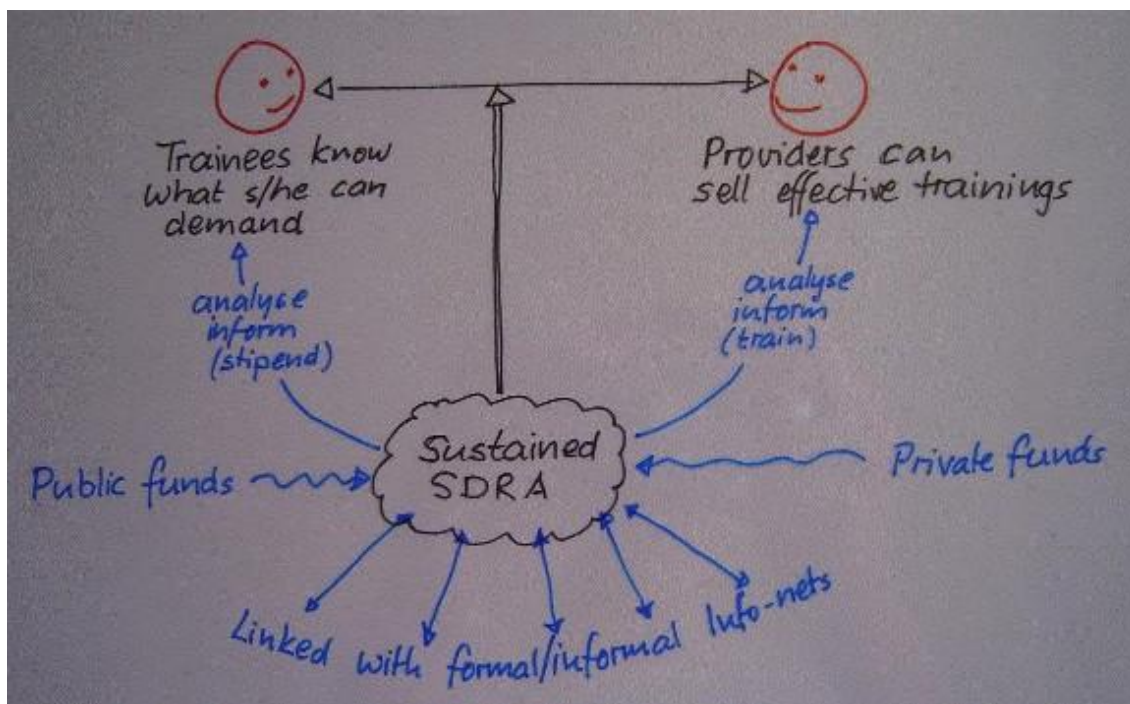 Trainees know
what s/he can
demand
Providers can
sell effective trainings
analyse
inform
(stipend)
analyse
inform
(train)
Sustained
SDRA
Public funds
Private funds
Linked with formal/informal Info-nets